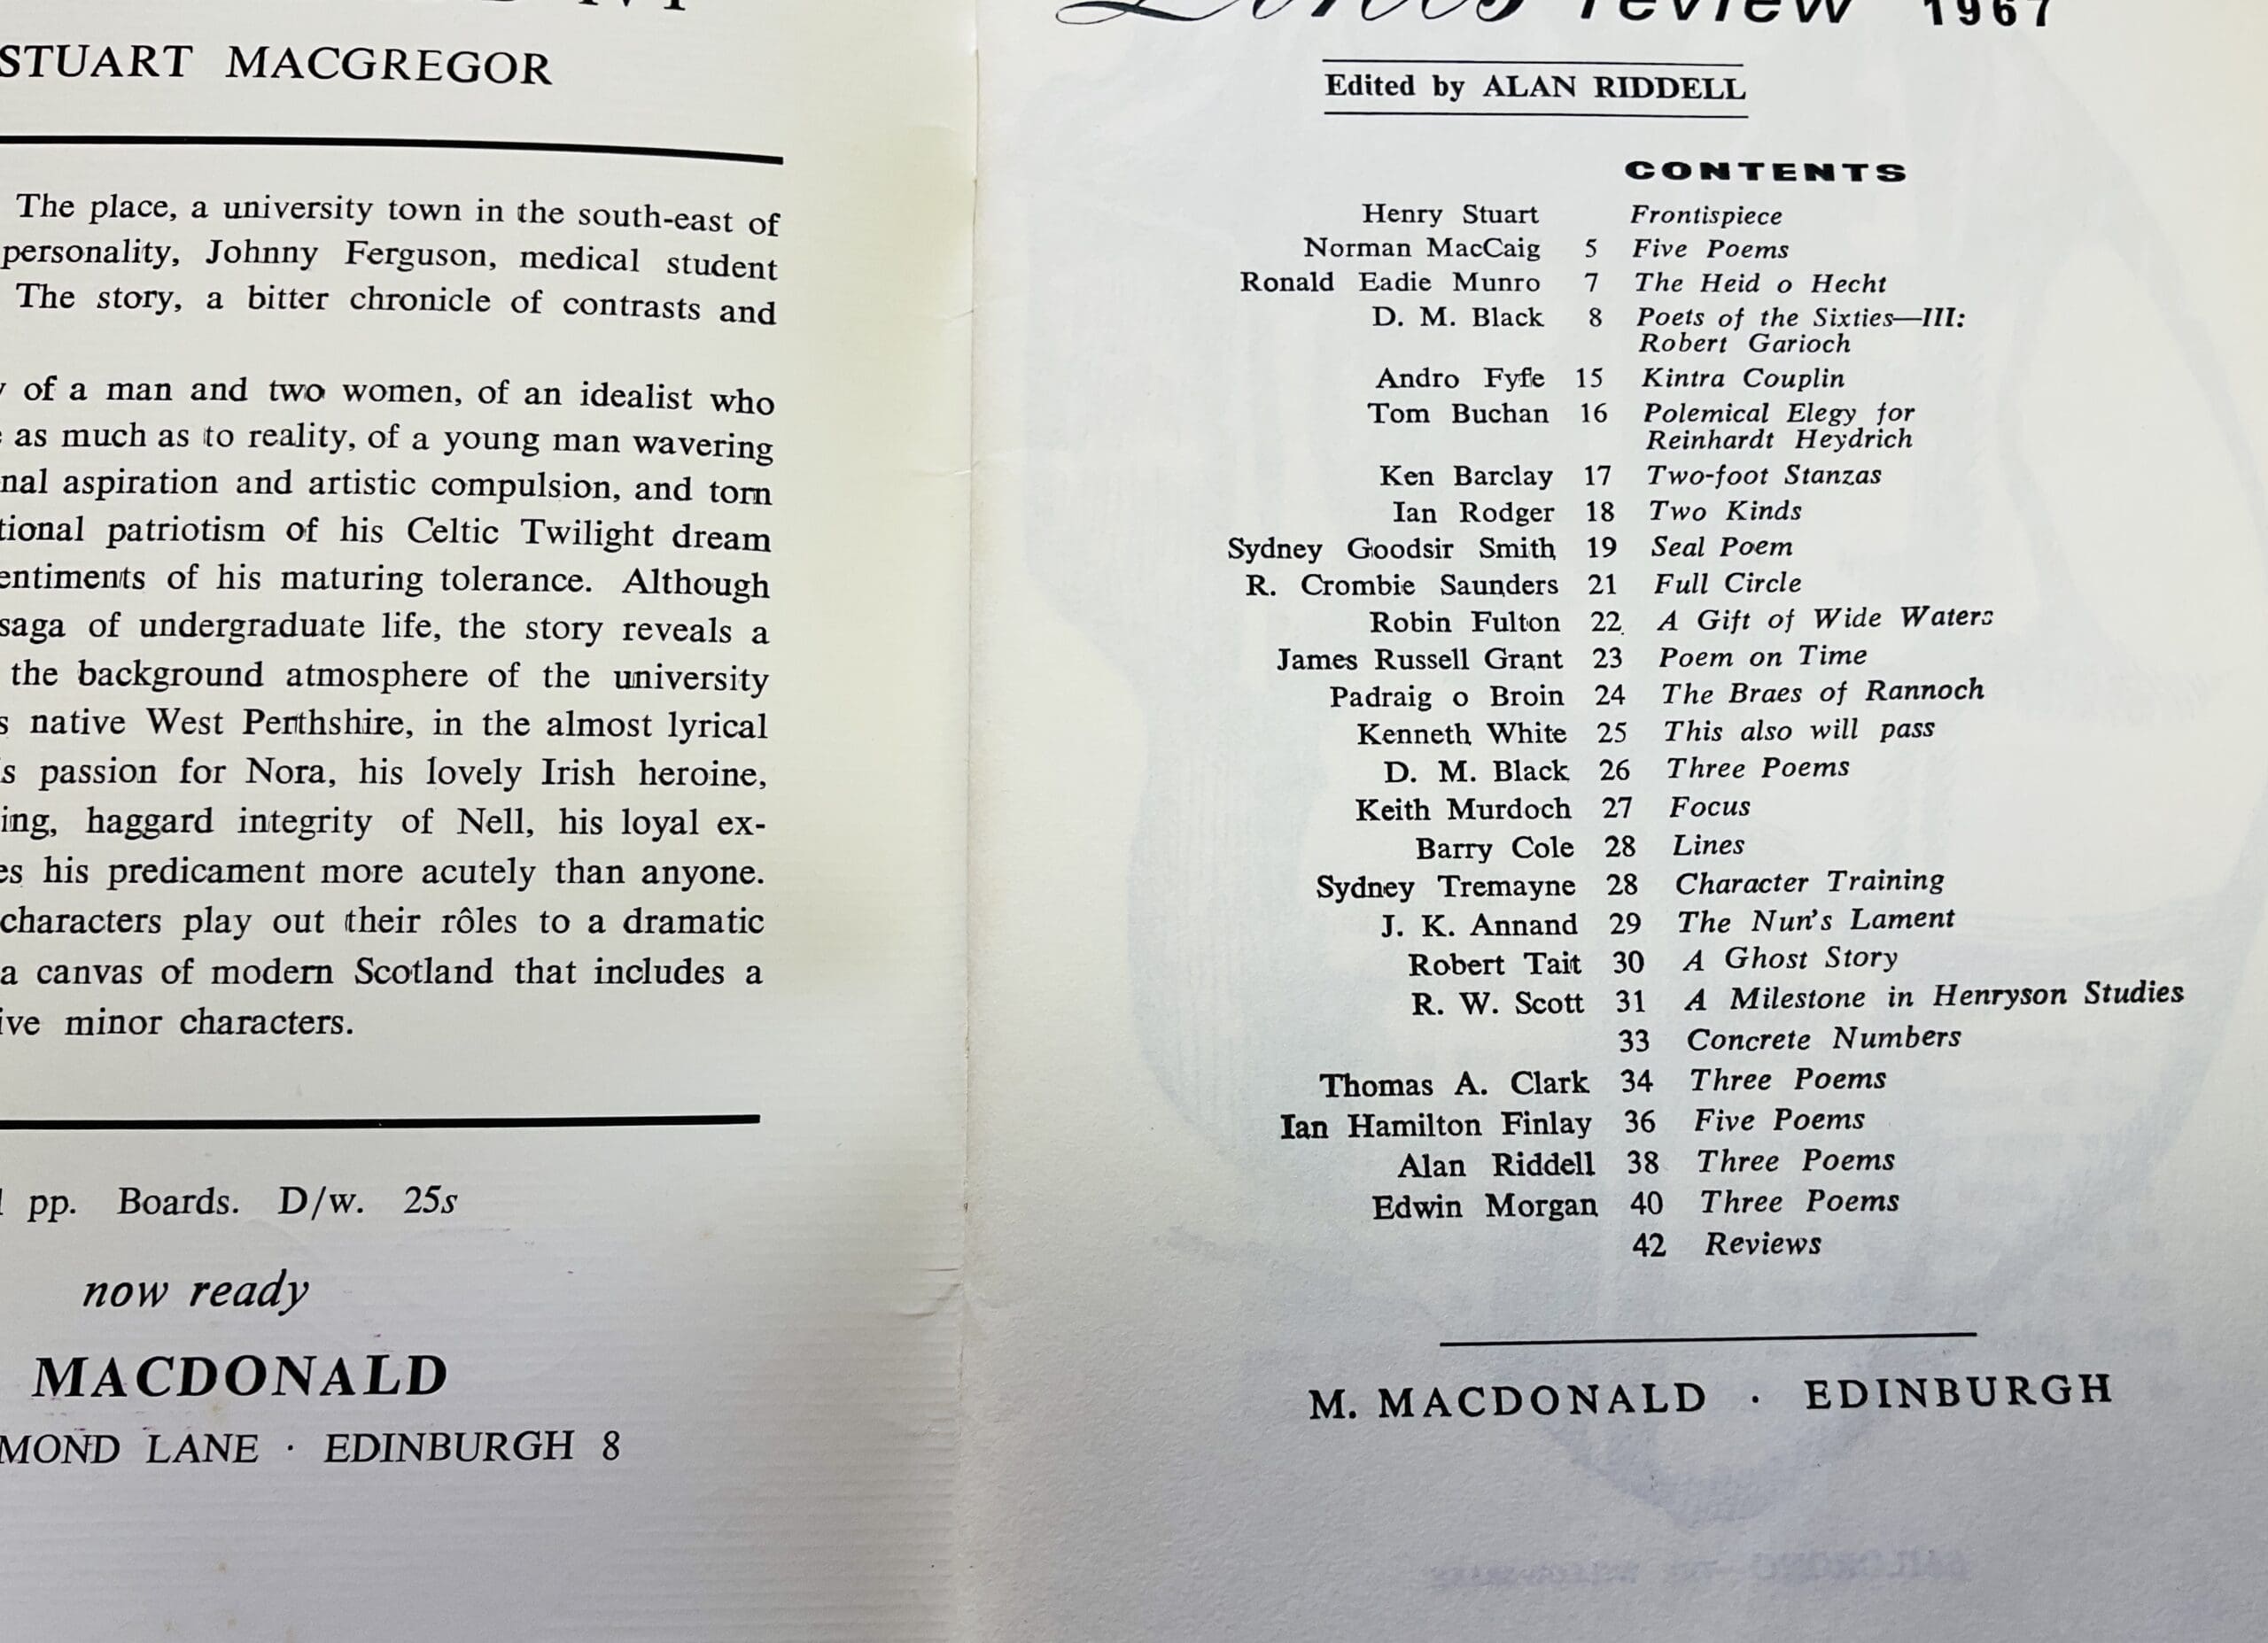 STUART MACGREGOR
The place, a university town in the south-east of
personality, Johnny Ferguson, medical student
The story, a bitter chronicle of contrasts and
of a man and two women, of an idealist who
as much as to reality, of a young man wavering
nal aspiration and artistic compulsion, and torn
tional patriotism of his Celtic Twilight dream
entiments of his maturing tolerance. Although
saga of undergraduate life, the story reveals a
the background atmosphere of the university
s native West Perthshire, in the almost lyrical
s passion for Nora, his lovely Irish heroine,
ing, haggard integrity of Nell, his loyal ex-
es his predicament more acutely than anyone.
characters play out their rôles to a dramatic
a canvas of modern Scotland that includes a
ive minor characters.
pp. Boards. D/w. 25s
now ready
MACDONALD
MOND LANE · EDINBURGH 8
Lines review 1967
Edited by ALAN RIDDELL
CONTENTS
Henry Stuart Frontispiece
Norman MacCaig 5 Five Poems
Ronald Eadie Munro 7 The Heid o Hecht
D. M. Black 8 Poets of the Sixties—III:
Robert Garioch
Andro Fyfe 15 Kintra Couplin
Tom Buchan 16 Polemical Elegy for
Reinhardt Heydrich
Ken Barclay 17 Two-foot Stanzas
Ian Rodger 18 Two Kinds
Sydney Goodsir Smith 19 Seal Poem
R. Crombie Saunders 21 Full Circle
Robin Fulton 22 A Gift of Wide Waters
James Russell Grant 23 Poem on Time
Padraig o Broin 24 The Braes of Rannoch
Kenneth White 25 This also will pass
D. M. Black 26 Three Poems
Keith Murdoch 27 Focus
Barry Cole 28 Lines
Sydney Tremayne 28 Character Training
J. K. Annand 29 The Nun's Lament
Robert Tait 30 A Ghost Story
R. W. Scott 31 A Milestone in Henryson Studies
33 Concrete Numbers
Thomas A. Clark 34 Three Poems
Ian Hamilton Finlay 36 Five Poems
Alan Riddell 38 Three Poems
Edwin Morgan 40 Three Poems
42 Reviews
M. MACDONALD · EDINBURGH